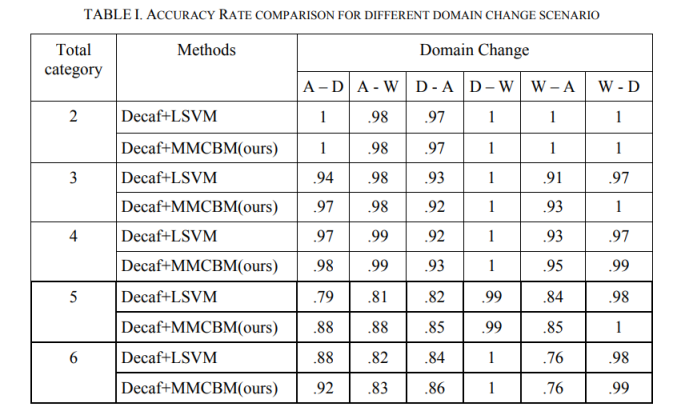 TABLE I. ACCURACY RATE COMPARISON FOR DIFFERENT DOMAIN CHANGE SCENARIO
Total category Methods Domain Change
A – D A - W D - A D – W W – A W - D
2 Decaf+LSVM 1 .98 .97 1 1 1
Decaf+MMCBM(ours) 1 .98 .97 1 1 1
3 Decaf+LSVM .94 .98 .93 1 .91 .97
Decaf+MMCBM(ours) .97 .98 .92 1 .93 1
4 Decaf+LSVM .97 .99 .92 1 .93 .97
Decaf+MMCBM(ours) .98 .99 .93 1 .95 .99
5 Decaf+LSVM .79 .81 .82 .99 .84 .98
Decaf+MMCBM(ours) .88 .88 .85 .99 .85 1
6 Decaf+LSVM .88 .82 .84 1 .76 .98
Decaf+MMCBM(ours) .92 .83 .86 1 .76 .99